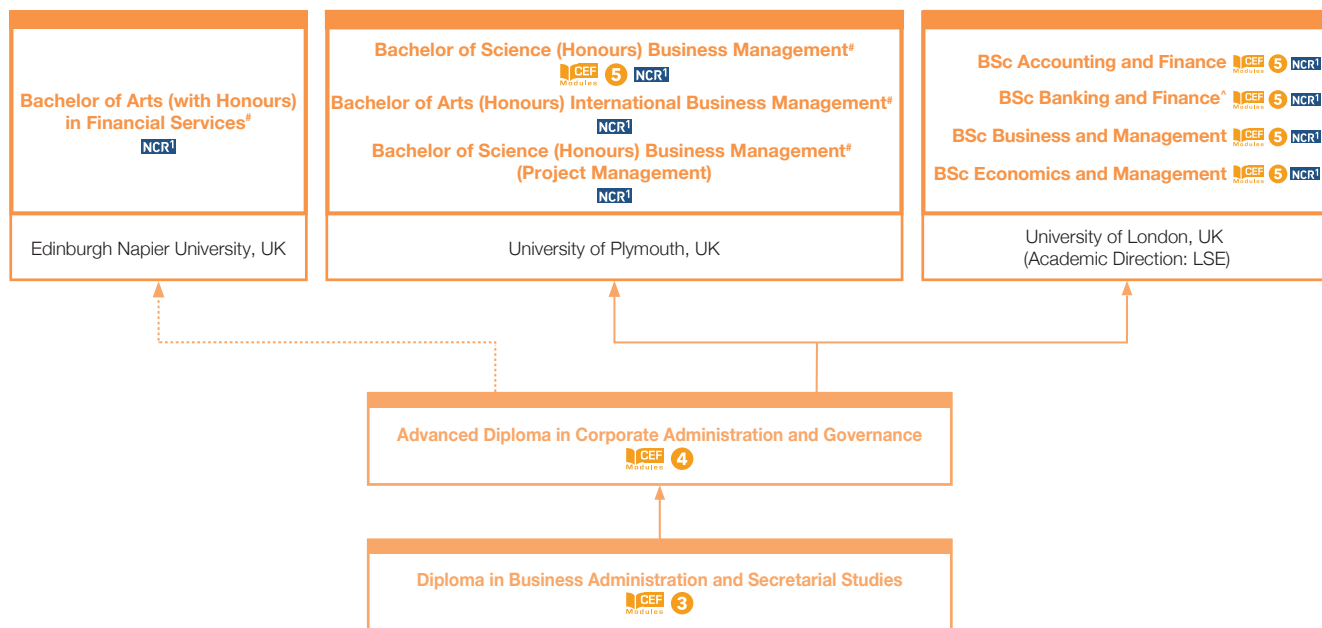 Bachelor of Arts (with Honours)
in Financial Services#
NCR1
Edinburgh Napier University, UK
Bachelor of Science (Honours) Business Management#
CEF Modules 5 NCR1
Bachelor of Arts (Honours) International Business Management#
NCR1
Bachelor of Science (Honours) Business Management#
(Project Management)
NCR1
University of Plymouth, UK
BSc Accounting and Finance CEF Modules 5 NCR1
BSc Banking and Finance^ CEF Modules 5 NCR1
BSc Business and Management CEF Modules 5 NCR1
BSc Economics and Management CEF Modules 5 NCR1
University of London, UK
(Academic Direction: LSE)
Advanced Diploma in Corporate Administration and Governance
CEF Modules 4
Diploma in Business Administration and Secretarial Studies
CEF Modules 3